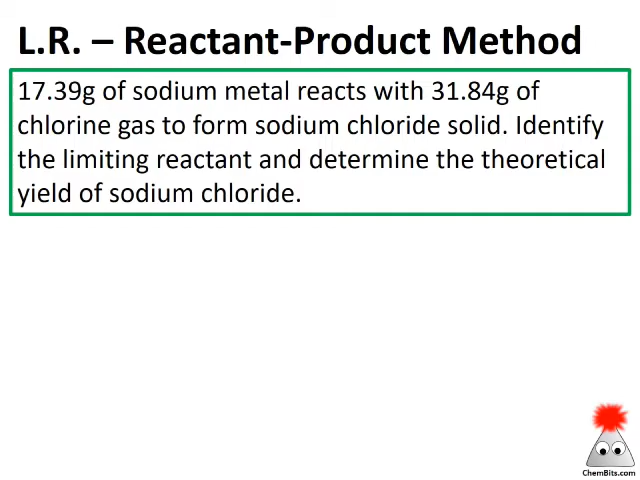 L.R. – Reactant-Product Method
17.39g of sodium metal reacts with 31.84g of
chlorine gas to form sodium chloride solid. Identify
the limiting reactant and determine the theoretical
yield of sodium chloride.
ChemBits.com